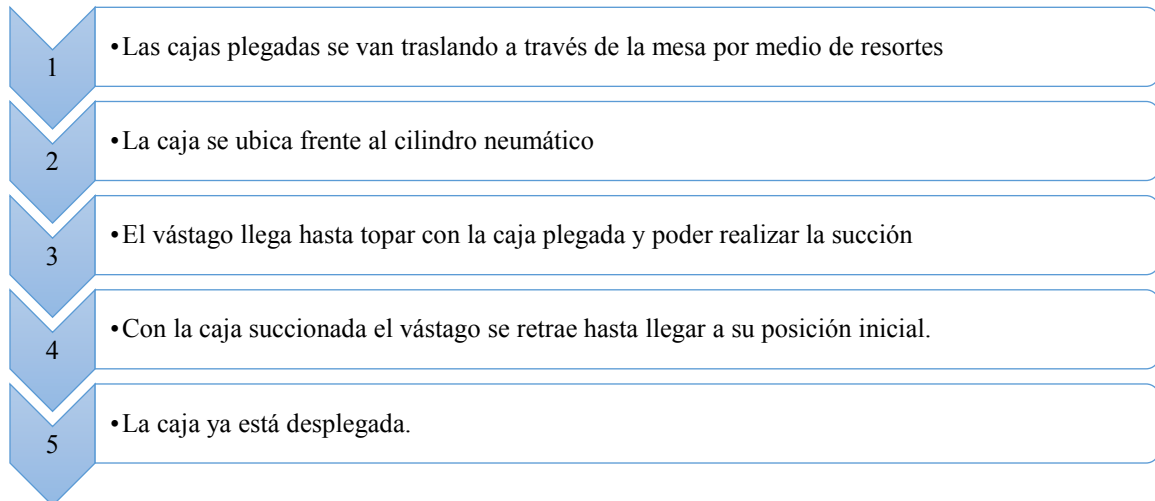 1
•Las cajas plegadas se van traslando a través de la mesa por medio de resortes
2
•La caja se ubica frente al cilindro neumático
3
•El vástago llega hasta topar con la caja plegada y poder realizar la succión
4
•Con la caja succionada el vástago se retrae hasta llegar a su posición inicial.
5
•La caja ya está desplegada.